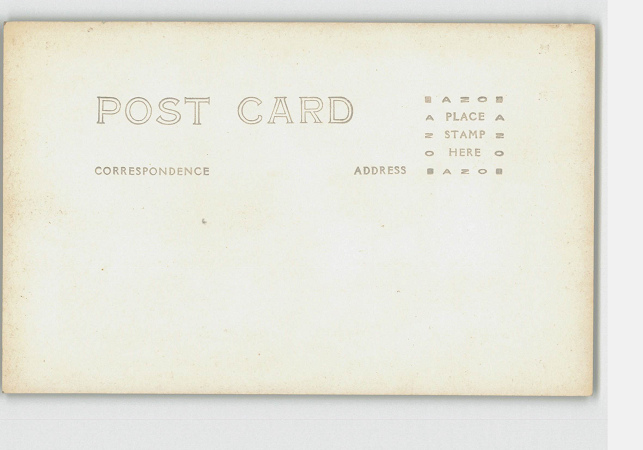 POST CARD
AZO
A PLACE A
Z STAMP Z
O HERE O
AZO
CORRESPONDENCE
ADDRESS